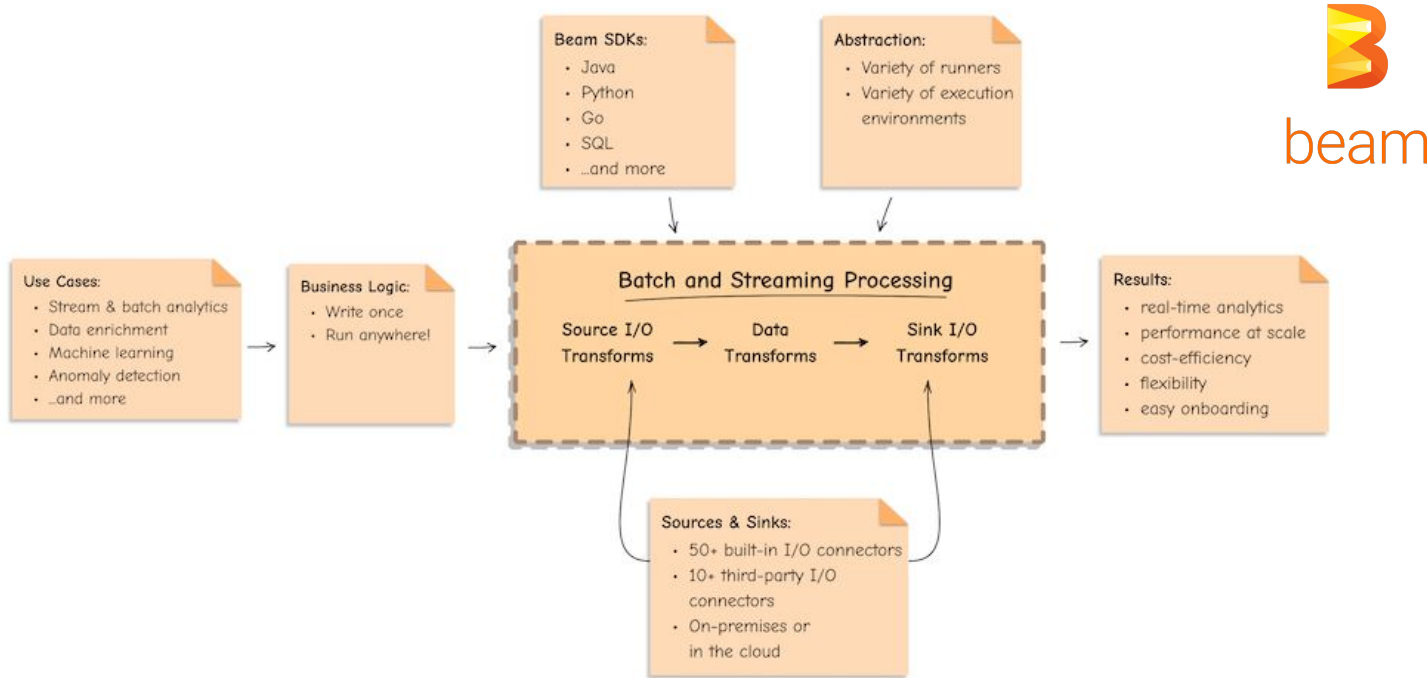 Beam SDKs:
• Java
• Python
• Go
• SQL
• ...and more
Abstraction:
• Variety of runners
• Variety of execution
environments
beam
Use Cases:
• Stream & batch analytics
• Data enrichment
• Machine learning
• Anomaly detection
• ...and more
Business Logic:
• Write once
• Run anywhere!
Batch and Streaming Processing
Source I/O
Transforms
Data
Transforms
Sink I/O
Transforms
Results:
• real-time analytics
• performance at scale
• cost-efficiency
• flexibility
• easy onboarding
Sources & Sinks:
• 50+ built-in I/O connectors
• 10+ third-party I/O
connectors
• On-premises or
in the cloud